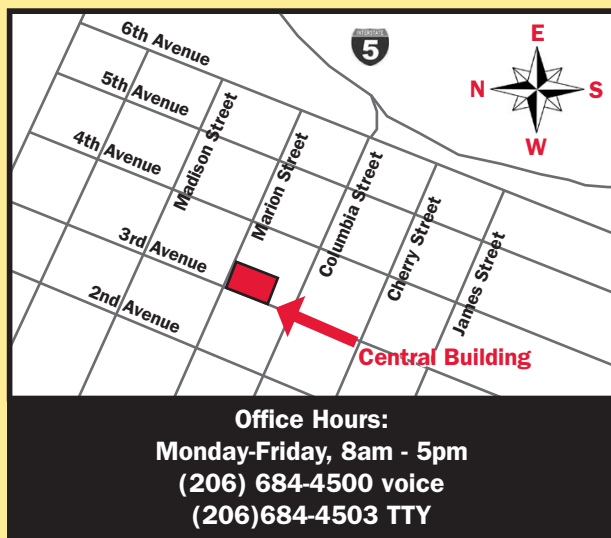 6th Avenue
INTERSTATE
5
E
N
S
W
5th Avenue
4th Avenue
Madison Street
Marion Street
Columbia Street
Cherry Street
James Street
3rd Avenue
2nd Avenue
Central Building
Office Hours:
Monday-Friday, 8am - 5pm
(206) 684-4500 voice
(206)684-4503 TTY